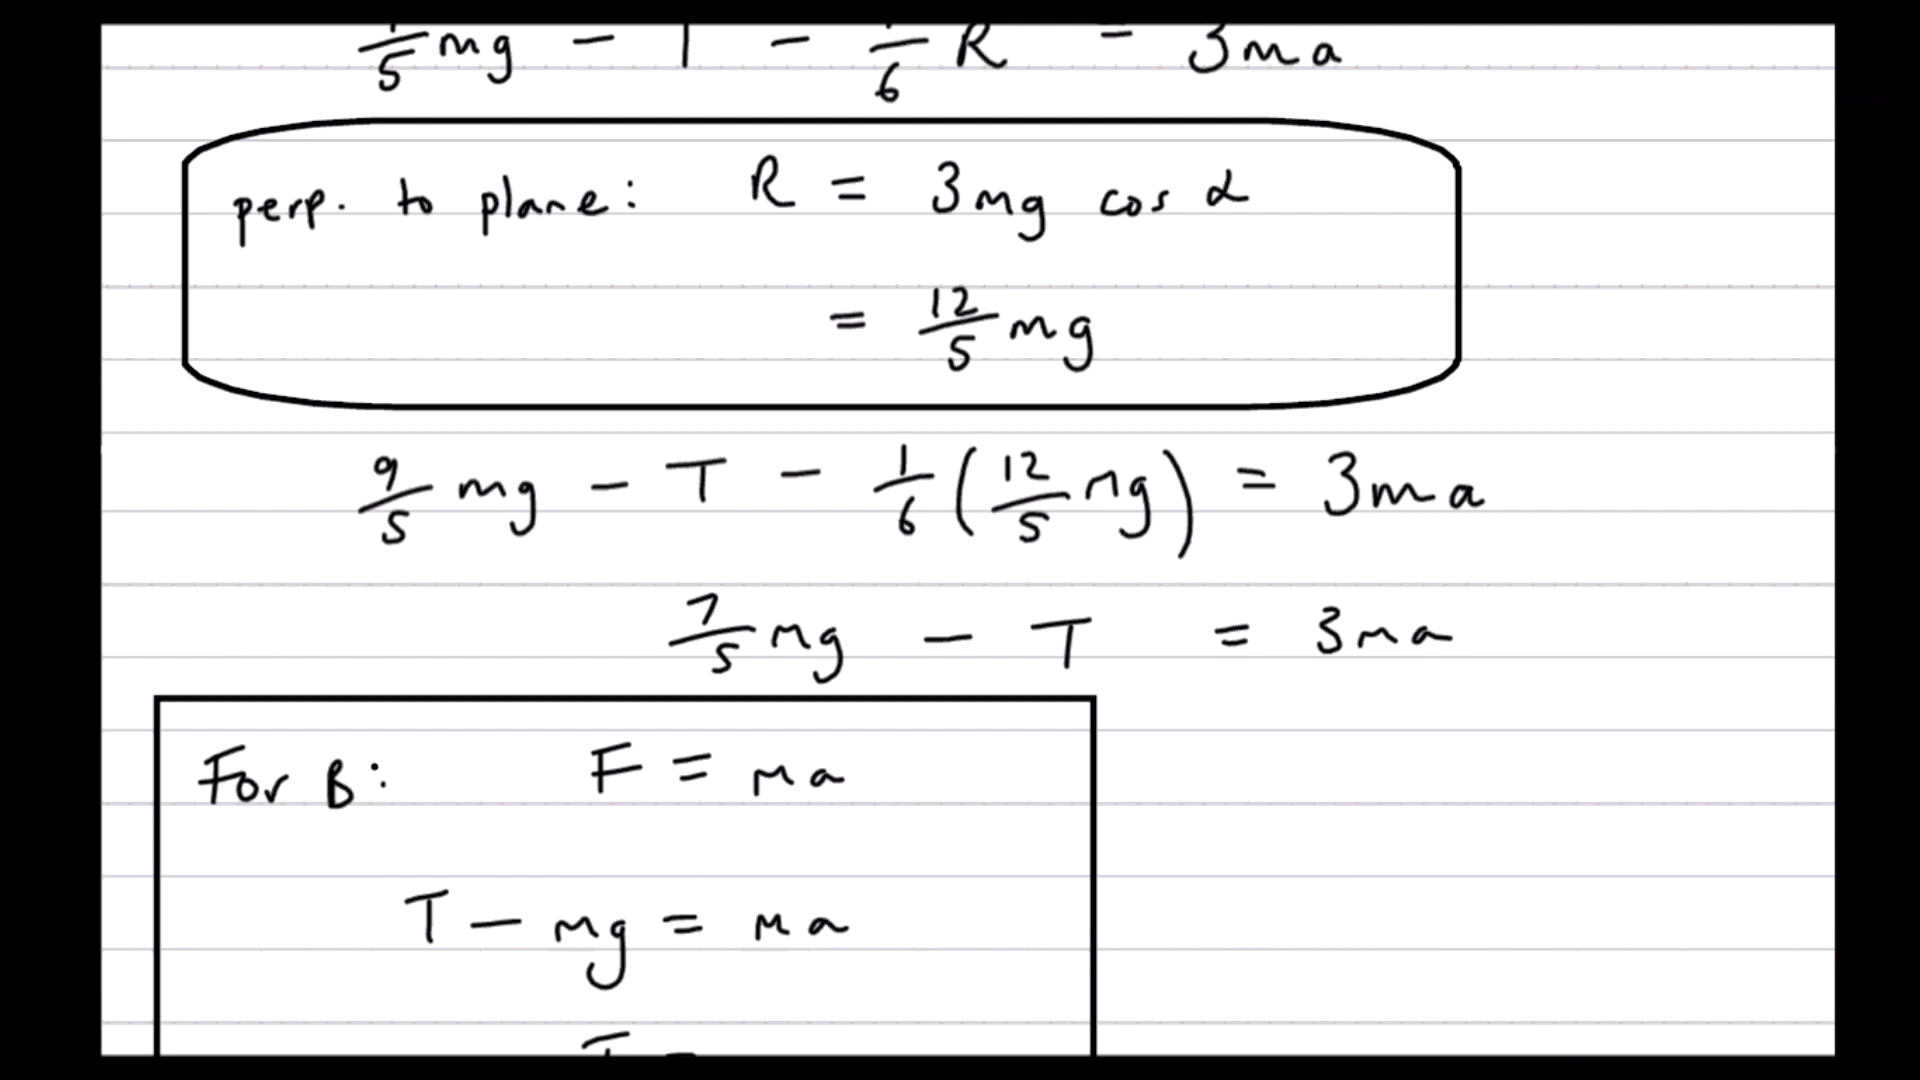 /5 mg - T - 1/6 R = 3ma
perp. to plane: R = 3mg cos α
= 12/5 mg
9/5 mg - T - 1/6 (12/5 mg) = 3ma
7/5 mg - T = 3ma
For B: F = ma
T - mg = ma